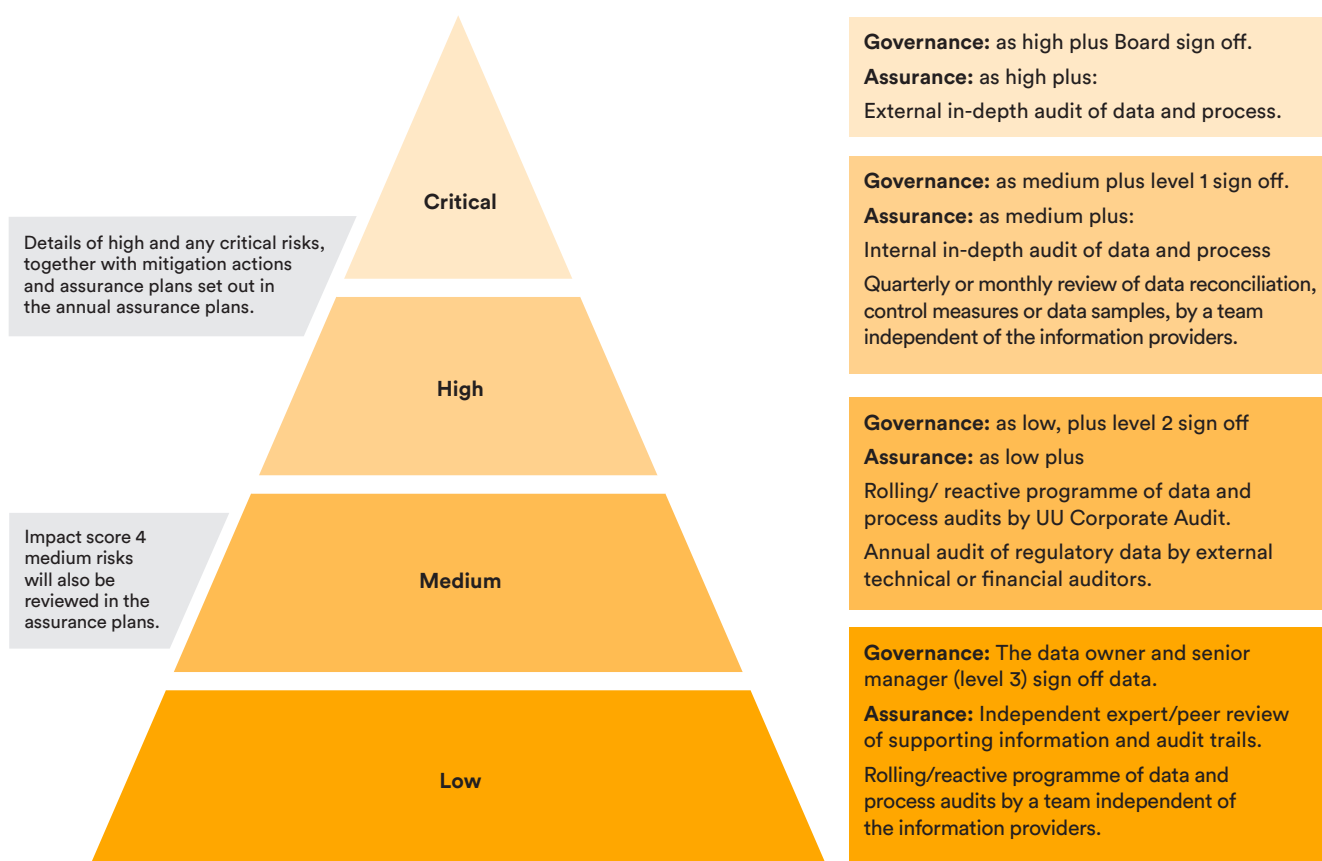 Critical
High
Medium
Low
Details of high and any critical risks,
together with mitigation actions
and assurance plans set out in
the annual assurance plans.
Impact score 4
medium risks
will also be
reviewed in the
assurance plans.
Governance: as high plus Board sign off.
Assurance: as high plus:
External in-depth audit of data and process.
Governance: as medium plus level 1 sign off.
Assurance: as medium plus:
Internal in-depth audit of data and process
Quarterly or monthly review of data reconciliation,
control measures or data samples, by a team
independent of the information providers.
Governance: as low, plus level 2 sign off
Assurance: as low plus
Rolling/ reactive programme of data and
process audits by UU Corporate Audit.
Annual audit of regulatory data by external
technical or financial auditors.
Governance: The data owner and senior
manager (level 3) sign off data.
Assurance: Independent expert/peer review
of supporting information and audit trails.
Rolling/reactive programme of data and
process audits by a team independent of
the information providers.